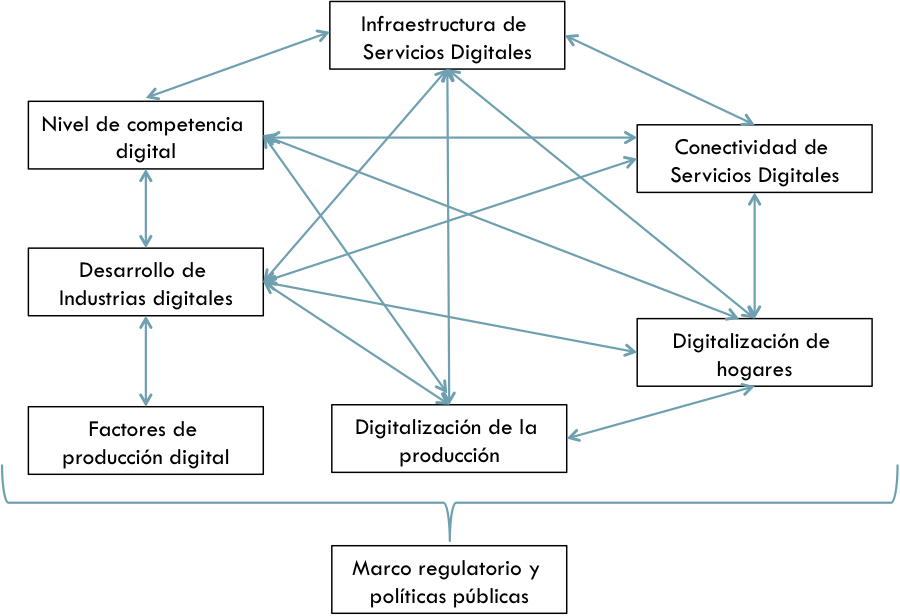 Infraestructura de
Servicios Digitales
Nivel de competencia
digital
Conectividad de
Servicios Digitales
Desarrollo de
Industrias digitales
Digitalización de
hogares
Factores de
producción digital
Digitalización de la
producción
Marco regulatorio y
políticas públicas